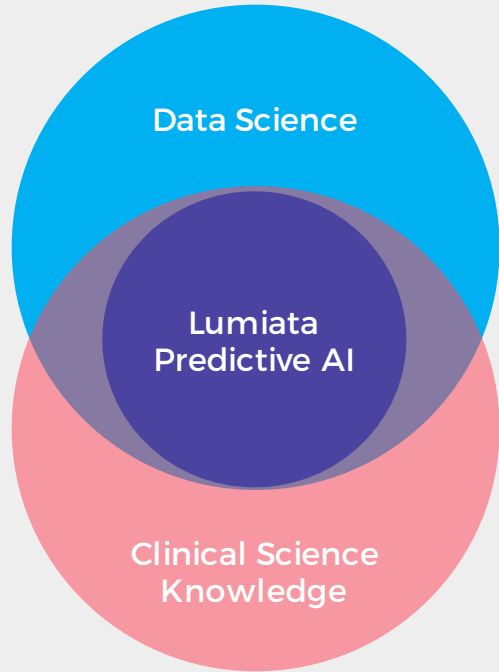 Data Science
Lumiata
Predictive AI
Clinical Science
Knowledge